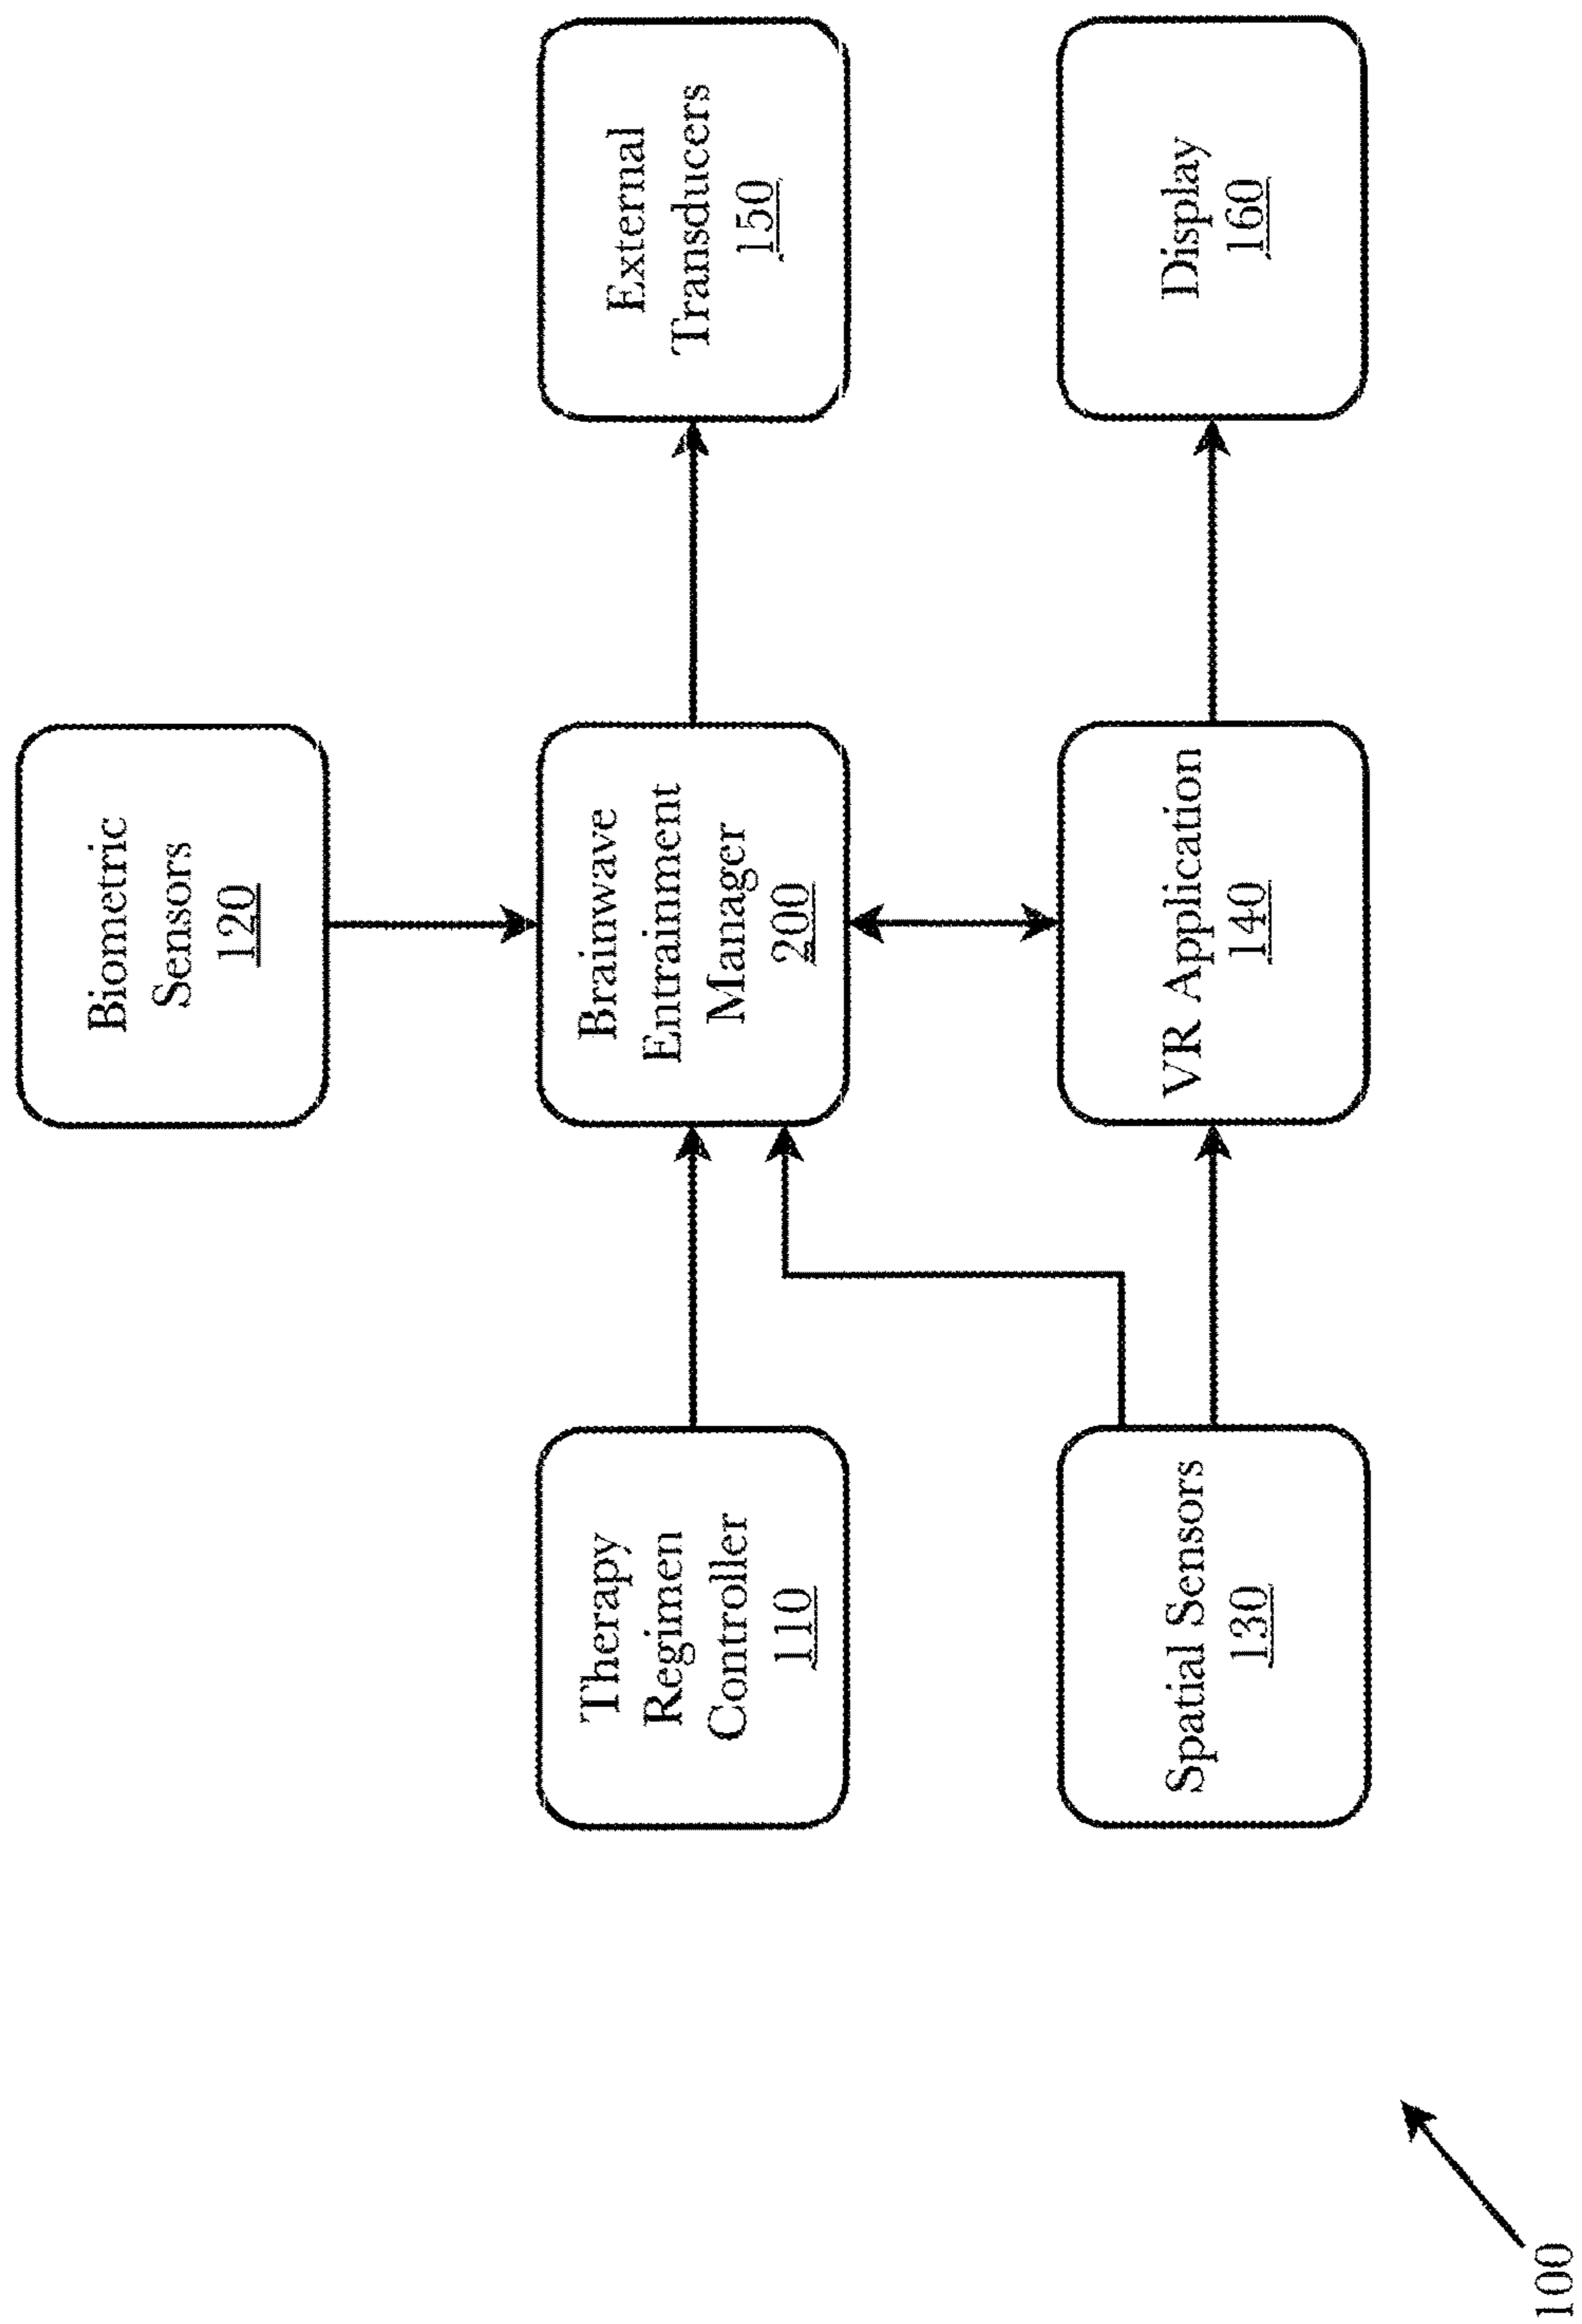 Biometric
Sensors
120
Therapy
Regimen
Controller
110
Brainwave
Entrainment
Manager
200
External
Transducers
150
Spatial Sensors
130
VR Application
140
Display
160
100